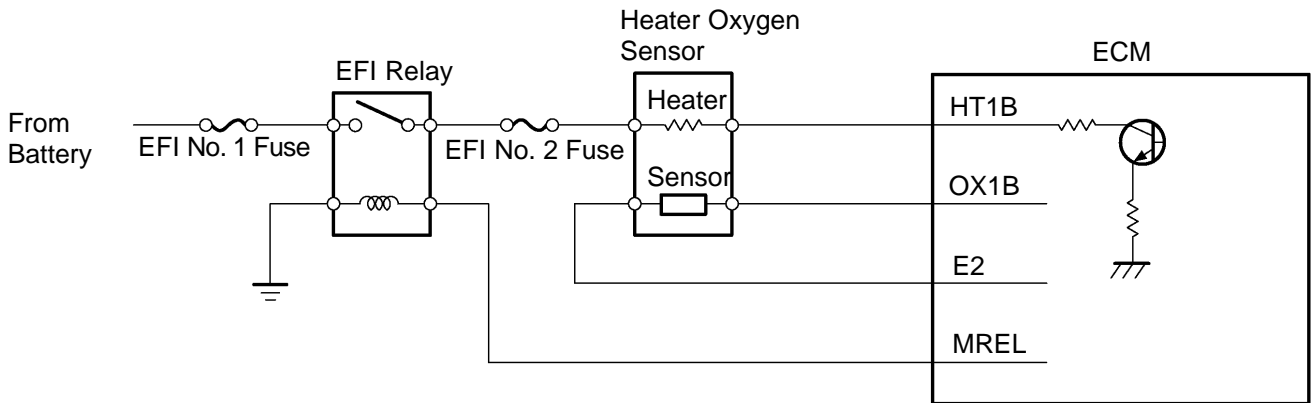 Heater Oxygen
Sensor
EFI Relay
ECM
Heater
HT1B
From
Battery
EFI No. 1 Fuse
EFI No. 2 Fuse
Sensor
OX1B
E2
MREL